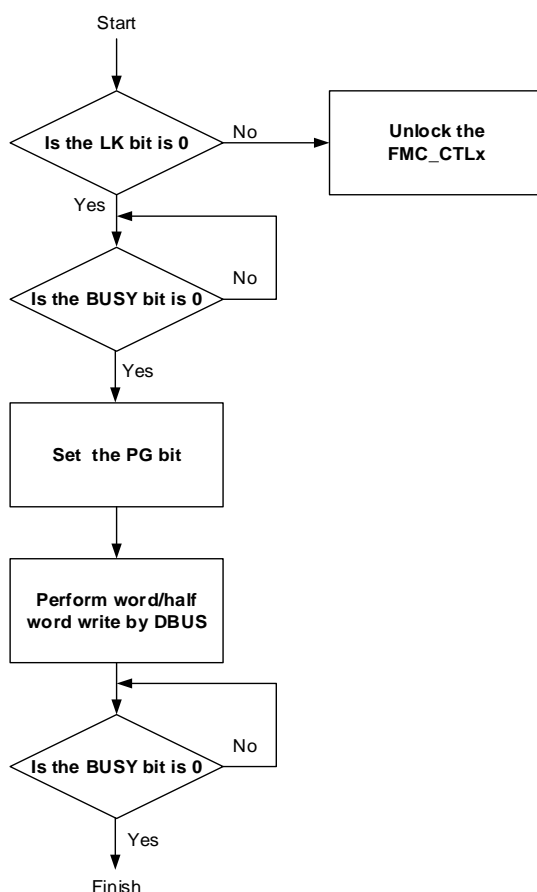 Start
Is the LK bit is 0
No
Unlock the
FMC_CTLx
Yes
No
Is the BUSY bit is 0
Yes
Set the PG bit
Perform word/half
word write by DBUS
No
Is the BUSY bit is 0
Yes
Finish